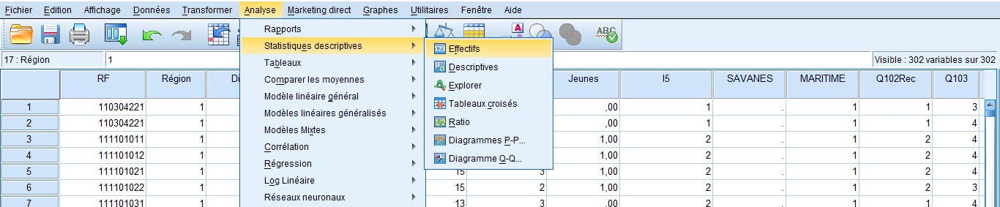 Fichier Edition Affichage Données Transformer Analyse Marketing direct Graphes Utilitaires Fenêtre Aide
A
ABC
Rapports
Statistiques descriptives
Tableaux
Comparer les moyennes
Modèle linéaire général
Modèles linéaires généralisés
Modèles Mixtes
Corrélation
Régression
Log Linéaire
Réseaux neuronaux
123 Effectifs
Descriptives
Explorer
Tableaux croisés
1/2 Ratio
Diagrammes P-P...
Diagramme Q-Q...
17 : Région 1 Visible : 302 variables sur 302
RF Région Di Jeunes I5 SAVANES MARITIME Q102Rec Q103
1 110304221 1 ,00 1 . 1 1 3
2 110304221 1 ,00 1 . 1 1 4
3 111101011 1 1,00 2 . 1 2 4
4 111101012 1 1,00 2 . 1 2 4
5 111101021 1 15 3 1,00 2 . 1 2 4
6 111101022 1 15 2 1,00 2 . 1 2 3
7 111101031 1 13 3 ,00 2 . 1 1 4